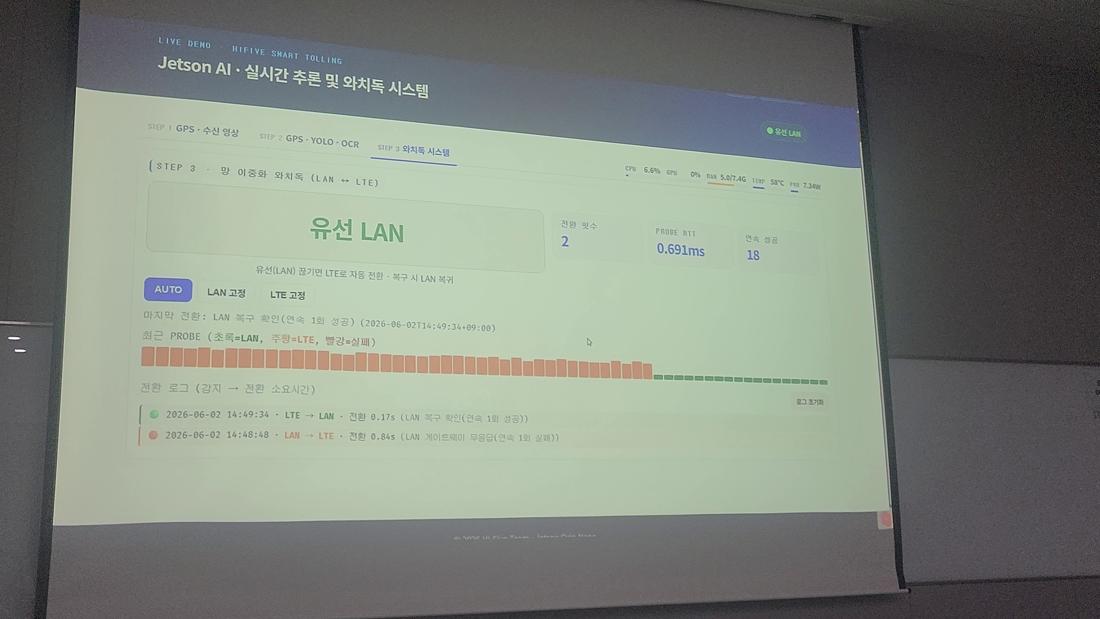 LIVE DEMO · HIFIVE SMART TOLLING
Jetson AI · 실시간 추론 및 와치독 시스템
유선 LAN
STEP 1 GPS · 수신 영상
STEP 2 GPS · YOLO · OCR
STEP 3 와치독 시스템
CPU 6.6% GPU 0% RAM 5.0/7.4G TEMP 58°C PWR 7.34W
STEP 3 · 망 이중화 와치독 (LAN ↔ LTE)
유선 LAN
전환 횟수
2
PROBE RTT
0.691ms
연속 성공
18
유선(LAN) 끊기면 LTE로 자동 전환 · 복구 시 LAN 복귀
AUTO
LAN 고정
LTE 고정
마지막 전환: LAN 복구 확인(연속 1회 성공) (2026-06-02T14:49:34+09:00)
최근 PROBE (초록=LAN, 주황=LTE, 빨강=실패)
전환 로그 (감지 → 전환 소요시간)
로그 초기화
2026-06-02 14:49:34 · LTE → LAN · 전환 0.17s (LAN 복구 확인(연속 1회 성공))
2026-06-02 14:48:48 · LAN → LTE · 전환 0.84s (LAN 게이트웨이 무응답(연속 1회 실패))